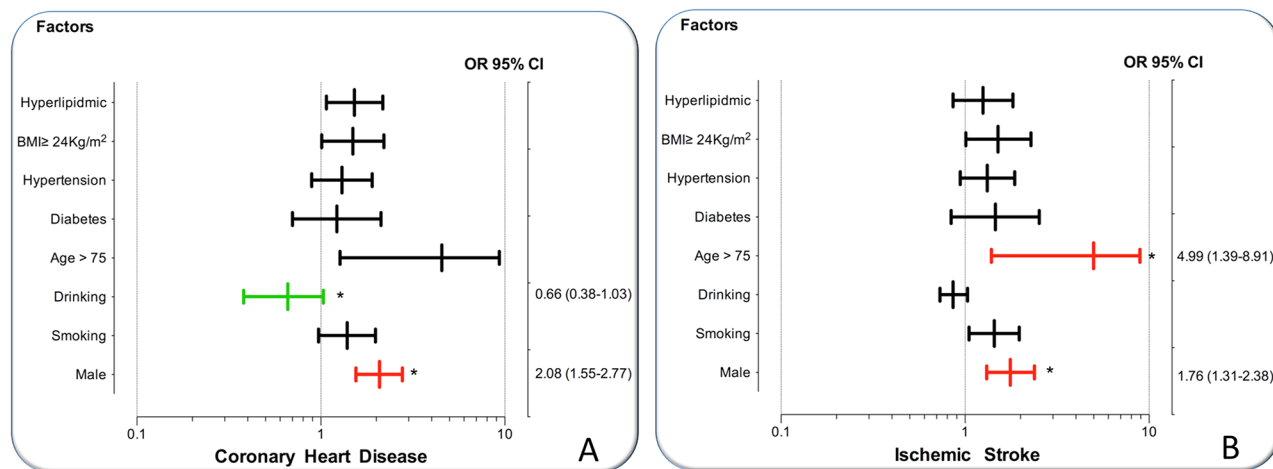 Factors
OR 95% CI
Hyperlipidmic
BMI≥ 24Kg/m²
Hypertension
Diabetes
Age > 75
*
Drinking
*
0.66 (0.38-1.03)
Smoking
Male
*
2.08 (1.55-2.77)
0.1
1
10
Coronary Heart Disease
A
Factors
OR 95% CI
Hyperlipidmic
BMI≥ 24Kg/m²
Hypertension
Diabetes
Age > 75
*
4.99 (1.39-8.91)
Drinking
Smoking
Male
*
1.76 (1.31-2.38)
0.1
1
10
Ischemic Stroke
B